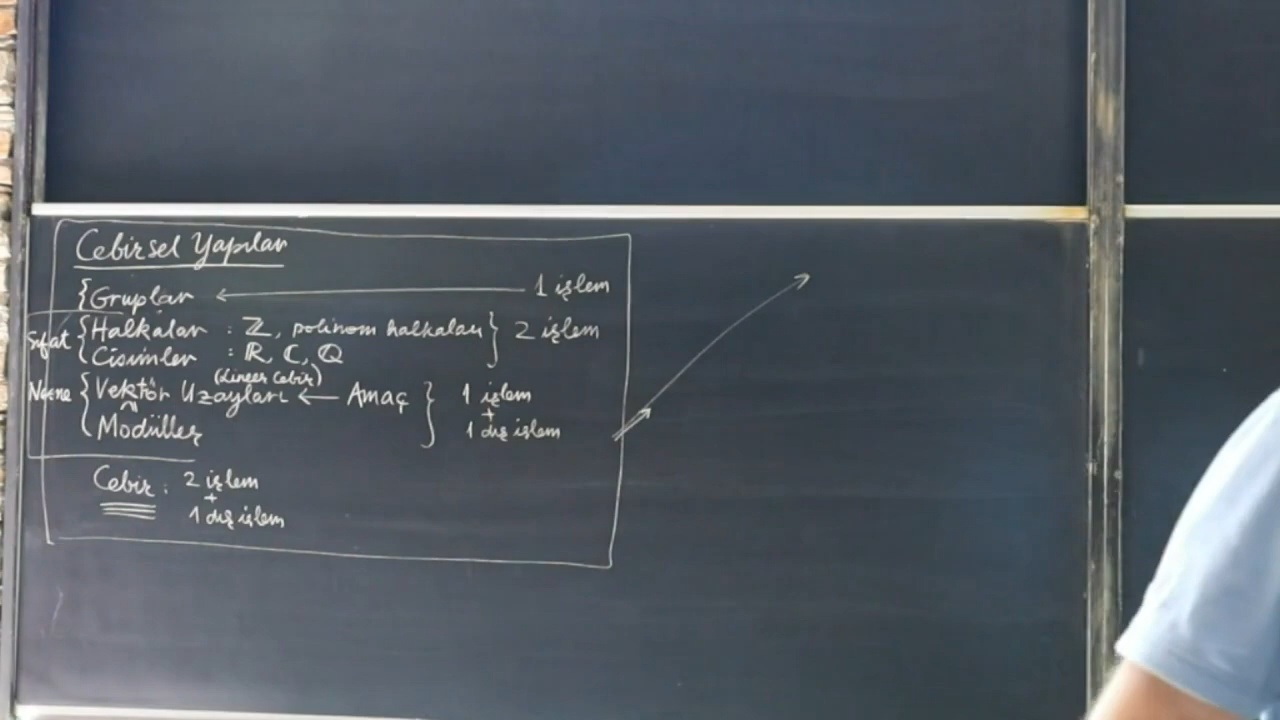 Cebirsel Yapılar
{Gruplar ← 1 işlem
Sıfat {Halkalar : ℤ, polinom halkaları} 2 işlem
Cisimler : ℝ, ℂ, ℚ
(Lineer Cebir)
Nesne {Vektör Uzayları ← Amaç } 1 işlem
+
Modüller 1 dış işlem
Cebir : 2 işlem
+
1 dış işlem